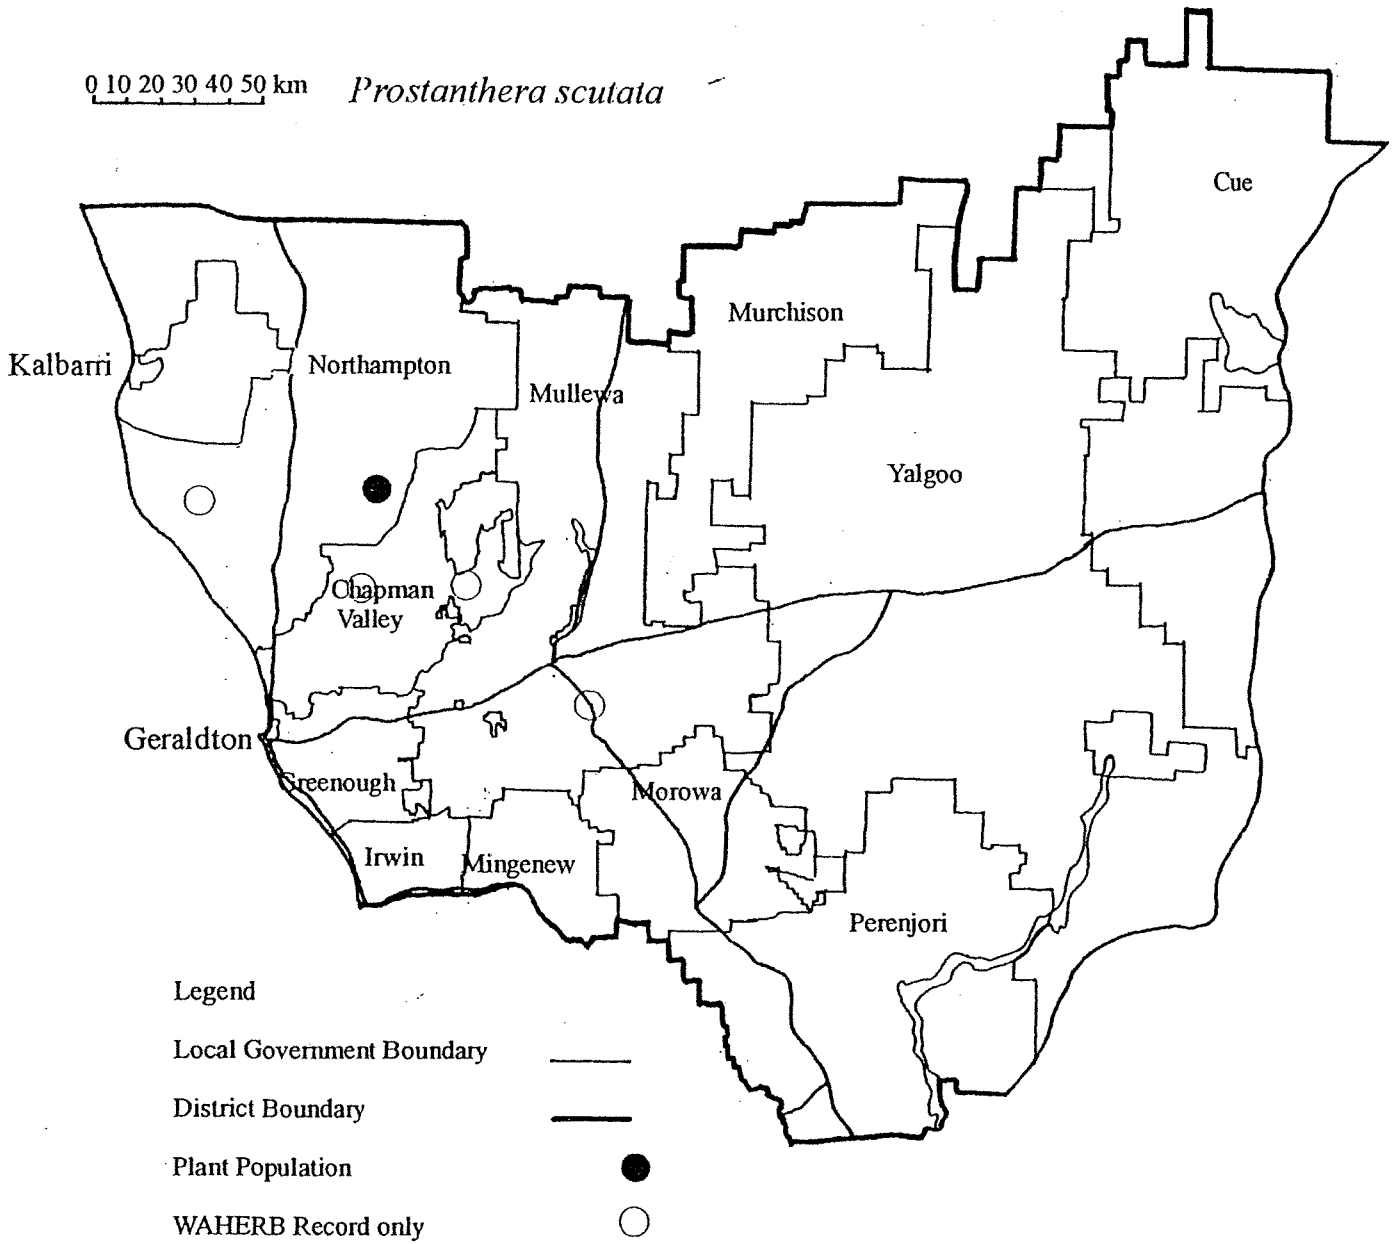 0 10 20 30 40 50 km
Prostanthera scutata
Cue
Murchison
Kalbarri
Northampton
Mullewa
Yalgoo
Chapman
Valley
Geraldton
Greenough
Morowa
Irwin
Mingenew
Perenjori
Legend
Local Government Boundary
District Boundary
Plant Population
WAHERB Record only